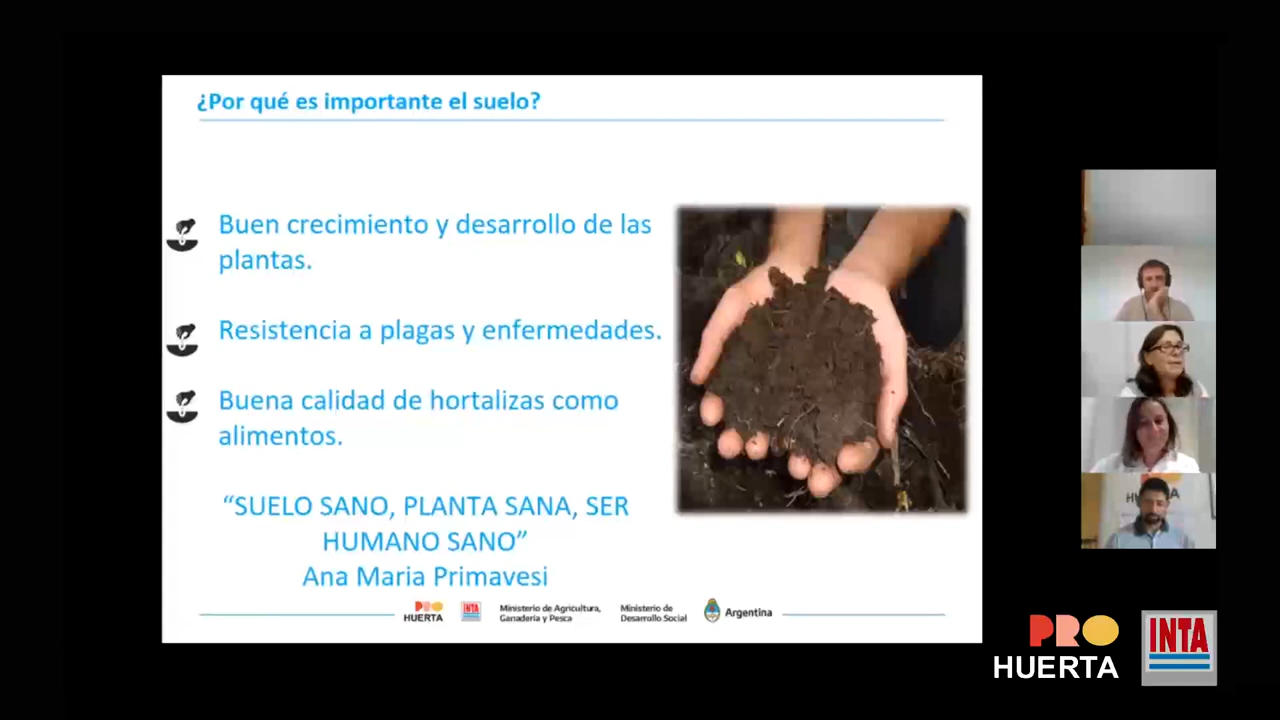 ¿Por qué es importante el suelo?
Buen crecimiento y desarrollo de las
plantas.
Resistencia a plagas y enfermedades.
Buena calidad de hortalizas como
alimentos.
“SUELO SANO, PLANTA SANA, SER
HUMANO SANO”
Ana Maria Primavesi
PRO
HUERTA
INTA
Ministerio de Agricultura,
Ganadería y Pesca
Ministerio de
Desarrollo Social
Argentina
PRO
HUERTA
INTA